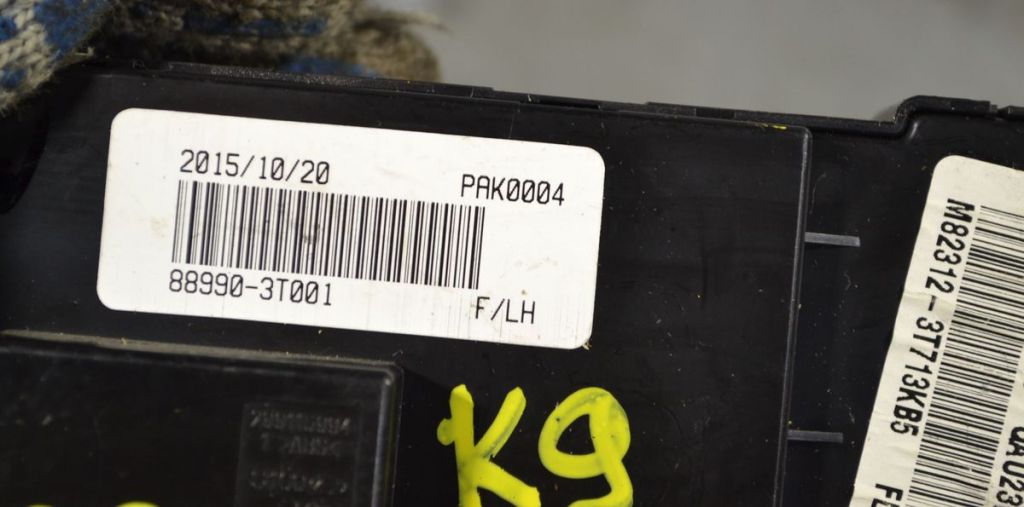 2015/10/20
PAK0004
88990-3T001
F/LH
K9
M82312-3T713KB5